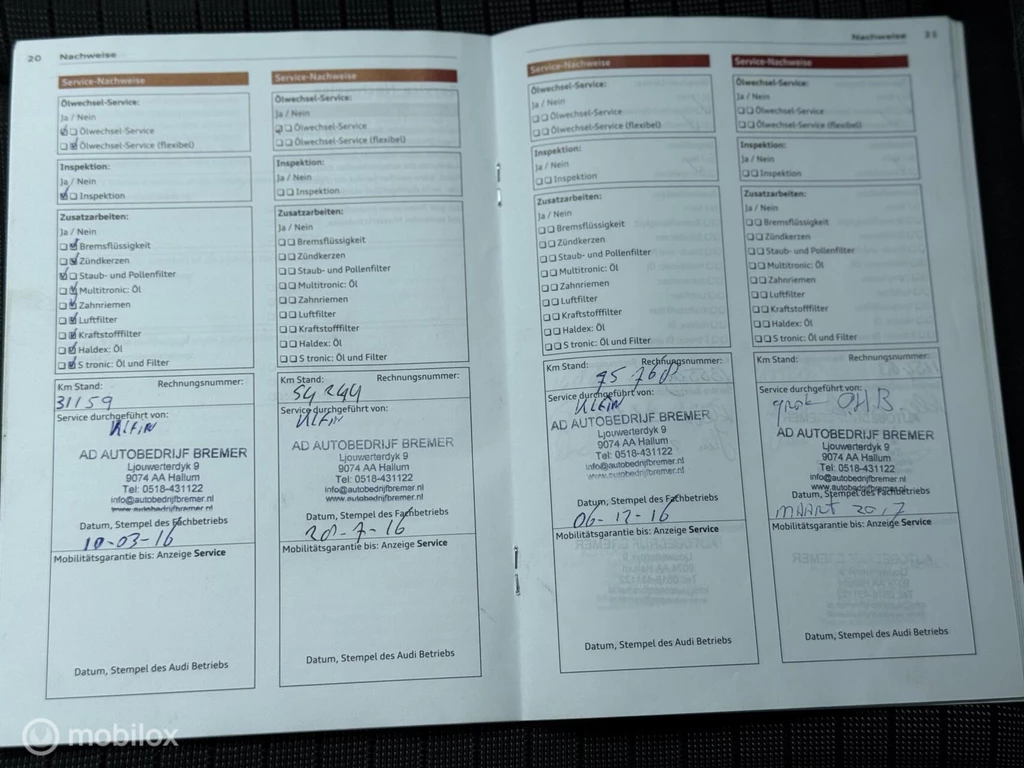 20 Nachweise
Service-Nachweise
Ölwechsel-Service:
Ja / Nein
Ölwechsel-Service
Ölwechsel-Service (flexibel)
Inspektion:
Ja / Nein
Inspektion
Zusatzarbeiten:
Ja / Nein
Bremsflüssigkeit
Zündkerzen
Staub- und Pollenfilter
Multitronic: Öl
Zahnriemen
Luftfilter
Kraftstofffilter
Haldex: Öl
S tronic: Öl und Filter
Km Stand: Rechnungsnummer:
31159
Service durchgeführt von:
Klein
AD AUTOBEDRIJF BREMER
Ljouwerterdyk 9
9074 AA Hallum
Tel: 0518-431122
info@autobedrijfbremer.nl
www.autobedrijfbremer.nl
Datum, Stempel des Fachbetriebs
10-03-16
Mobilitätsgarantie bis: Anzeige Service
Datum, Stempel des Audi Betriebs
Service-Nachweise
Ölwechsel-Service:
Ja / Nein
Ölwechsel-Service
Ölwechsel-Service (flexibel)
Inspektion:
Ja / Nein
Inspektion
Zusatzarbeiten:
Ja / Nein
Bremsflüssigkeit
Zündkerzen
Staub- und Pollenfilter
Multitronic: Öl
Zahnriemen
Luftfilter
Kraftstofffilter
Haldex: Öl
S tronic: Öl und Filter
Km Stand: Rechnungsnummer:
54244
Service durchgeführt von:
Klein
AD AUTOBEDRIJF BREMER
Ljouwerterdyk 9
9074 AA Hallum
Tel: 0518-431122
info@autobedrijfbremer.nl
www.autobedrijfbremer.nl
Datum, Stempel des Fachbetriebs
-7-16
Mobilitätsgarantie bis: Anzeige Service
Datum, Stempel des Audi Betriebs
Nachweise 21
Service-Nachweise
Ölwechsel-Service:
Ja / Nein
Ölwechsel-Service
Ölwechsel-Service (flexibel)
Inspektion:
Ja / Nein
Inspektion
Zusatzarbeiten:
Ja / Nein
Bremsflüssigkeit
Zündkerzen
Staub- und Pollenfilter
Multitronic: Öl
Zahnriemen
Luftfilter
Kraftstofffilter
Haldex: Öl
S tronic: Öl und Filter
Km Stand: Rechnungsnummer:
Service durchgeführt von:
Klein
AD AUTOBEDRIJF BREMER
Ljouwerterdyk 9
9074 AA Hallum
Tel: 0518-431122
info@autobedrijfbremer.nl
www.autobedrijfbremer.nl
Datum, Stempel des Fachbetriebs
06-12-16
Mobilitätsgarantie bis: Anzeige Service
Datum, Stempel des Audi Betriebs
Service-Nachweise
Ölwechsel-Service:
Ja / Nein
Ölwechsel-Service
Ölwechsel-Service (flexibel)
Inspektion:
Ja / Nein
Inspektion
Zusatzarbeiten:
Ja / Nein
Bremsflüssigkeit
Zündkerzen
Staub- und Pollenfilter
Multitronic: Öl
Zahnriemen
Luftfilter
Kraftstofffilter
Haldex: Öl
S tronic: Öl und Filter
Km Stand: Rechnungsnummer:
Service durchgeführt von:
AD AUTOBEDRIJF BREMER
Ljouwerterdyk 9
9074 AA Hallum
Tel: 0518-431122
info@autobedrijfbremer.nl
www.autobedrijfbremer.nl
Datum, Stempel des Fachbetriebs
MAART 2017
Mobilitätsgarantie bis: Anzeige Service
Datum, Stempel des Audi Betriebs
mobilox